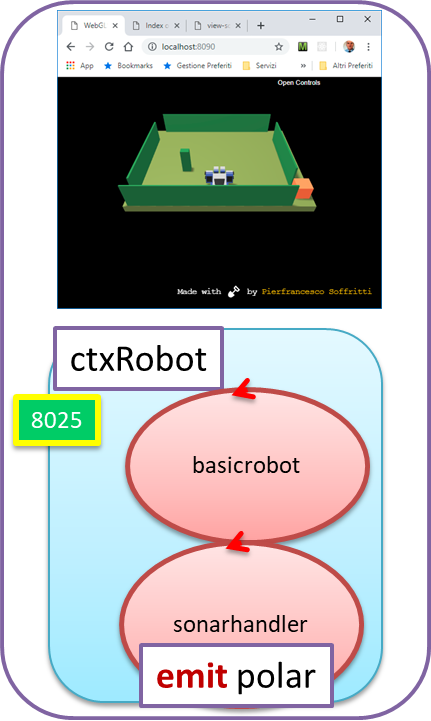 WebGL
Index o
view-so
localhost:8090
App
Bookmarks
Gestione Preferiti
Servizi
»
Altri Preferiti
Open Controls
Made with by Pierfrancesco Soffritti
ctxRobot
8025
basicrobot
sonarhandler
emit polar